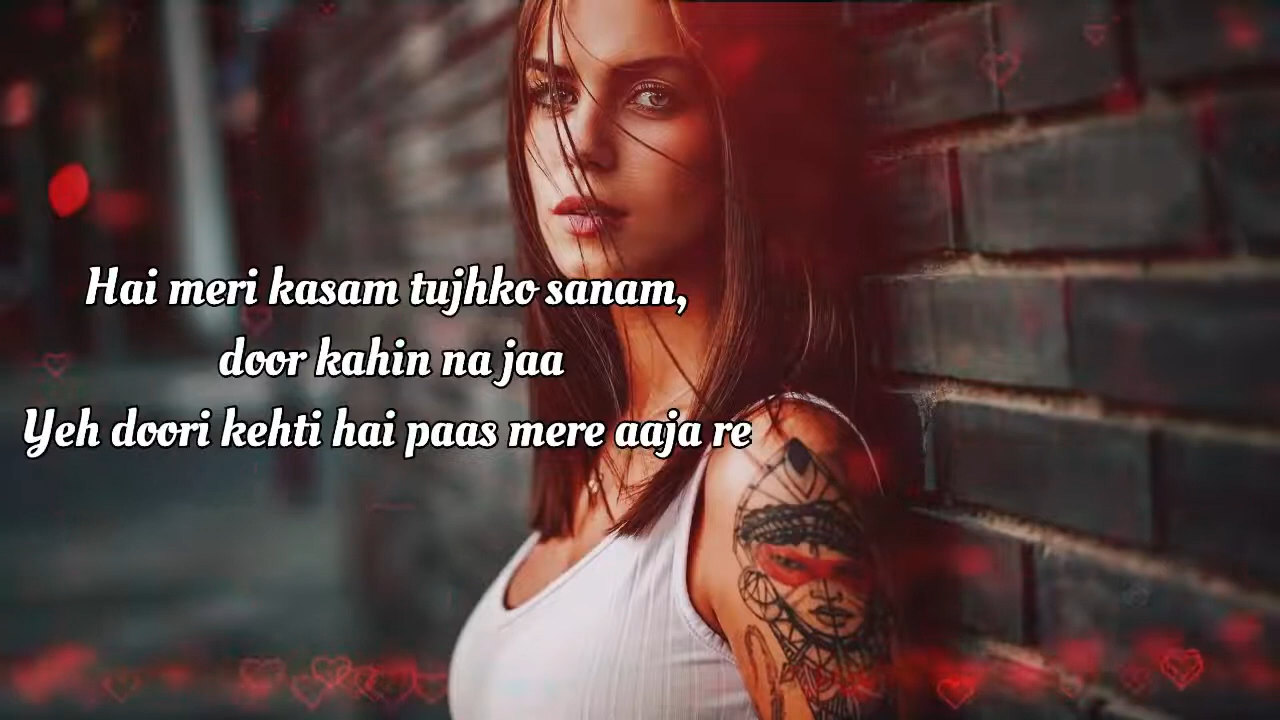 Hai meri kasam tujhko sanam,
door kahin na jaa
Yeh doori kehti hai paas mere aaja re